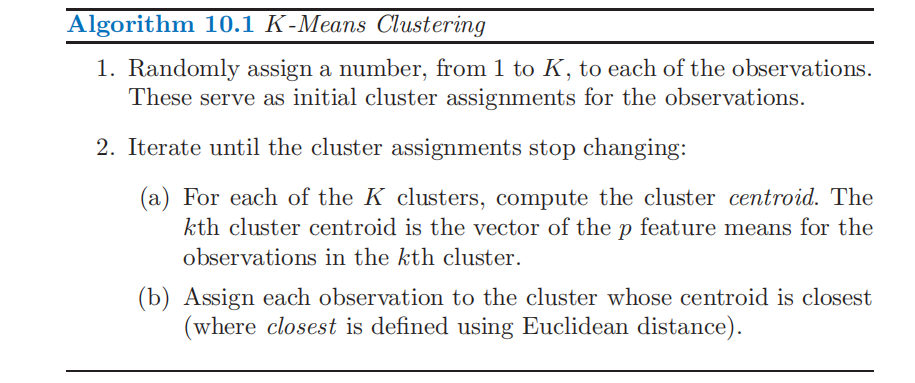 Algorithm 10.1 K-Means Clustering
1. Randomly assign a number, from 1 to K, to each of the observations.
These serve as initial cluster assignments for the observations.
2. Iterate until the cluster assignments stop changing:
(a) For each of the K clusters, compute the cluster centroid. The
kth cluster centroid is the vector of the p feature means for the
observations in the kth cluster.
(b) Assign each observation to the cluster whose centroid is closest
(where closest is defined using Euclidean distance).